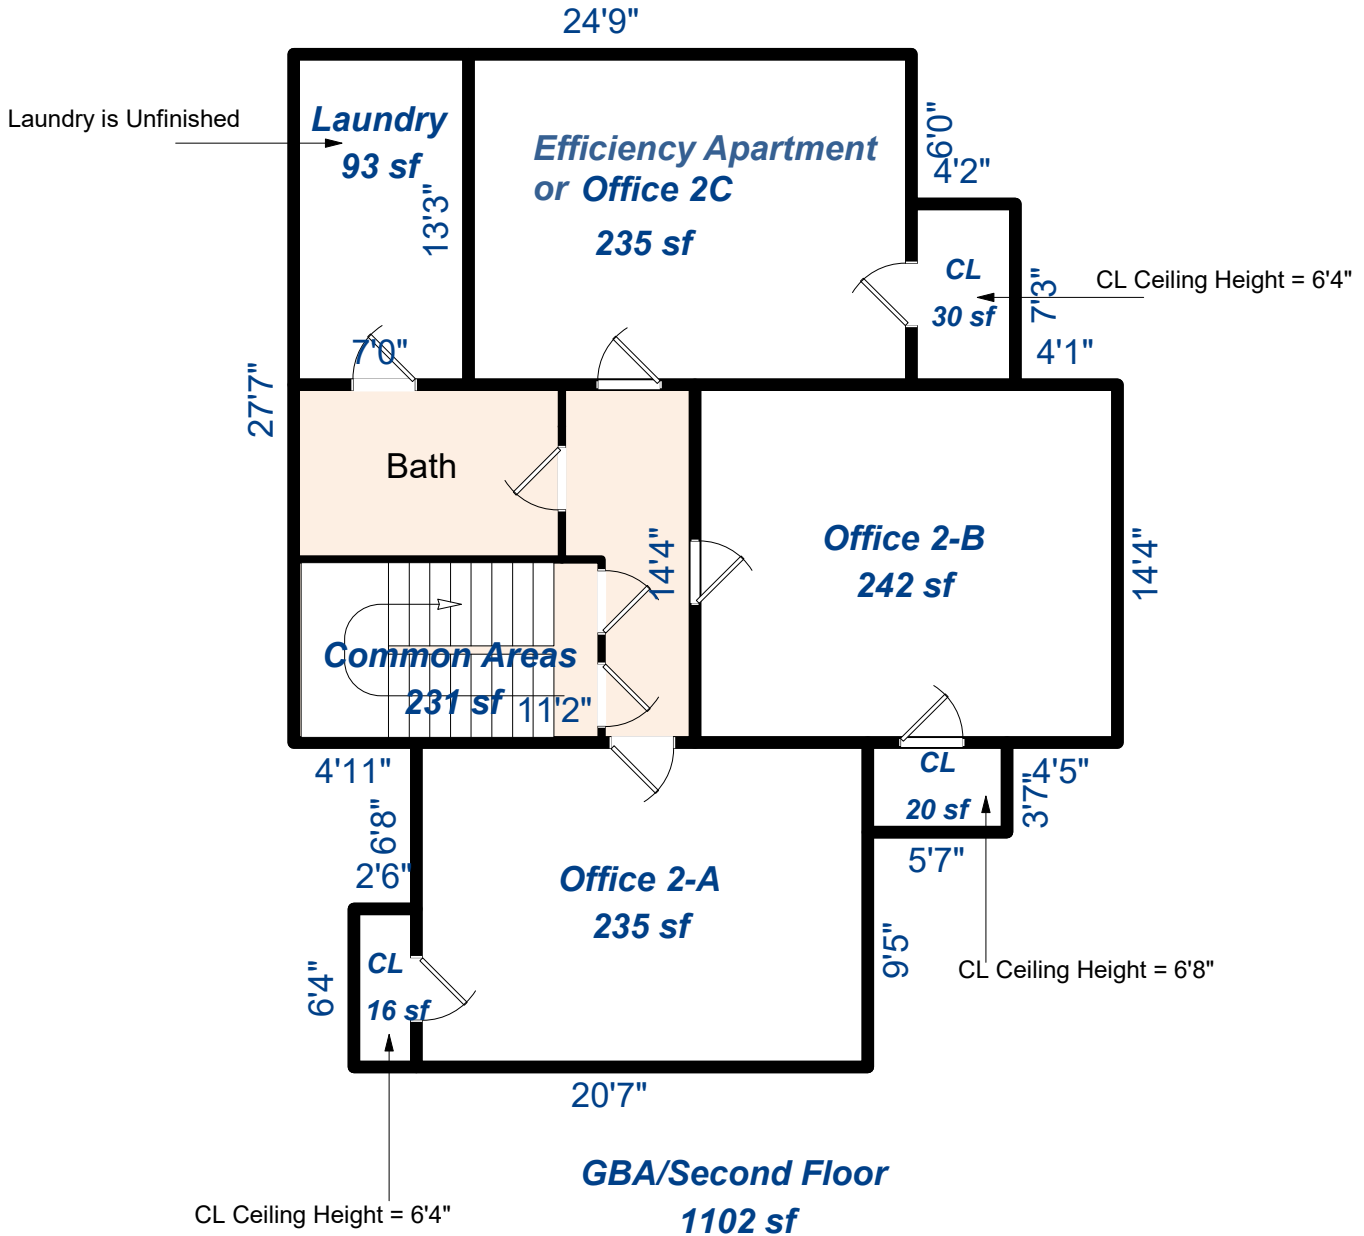 24'9"
Laundry is Unfinished
Laundry
93 sf
13'3"
Efficiency Apartment
or Office 2C
235 sf
6'0"
4'2"
CL
30 sf
7'3"
CL Ceiling Height = 6'4"
4'1"
7'0"
27'7"
Bath
14'4"
Office 2-B
242 sf
14'4"
Common Areas
231 sf
11'2"
4'11"
6'8"
2'6"
CL
20 sf
4'5"
3'7"
5'7"
Office 2-A
235 sf
9'5"
CL Ceiling Height = 6'8"
CL
16 sf
6'4"
20'7"
GBA/Second Floor
1102 sf
CL Ceiling Height = 6'4"